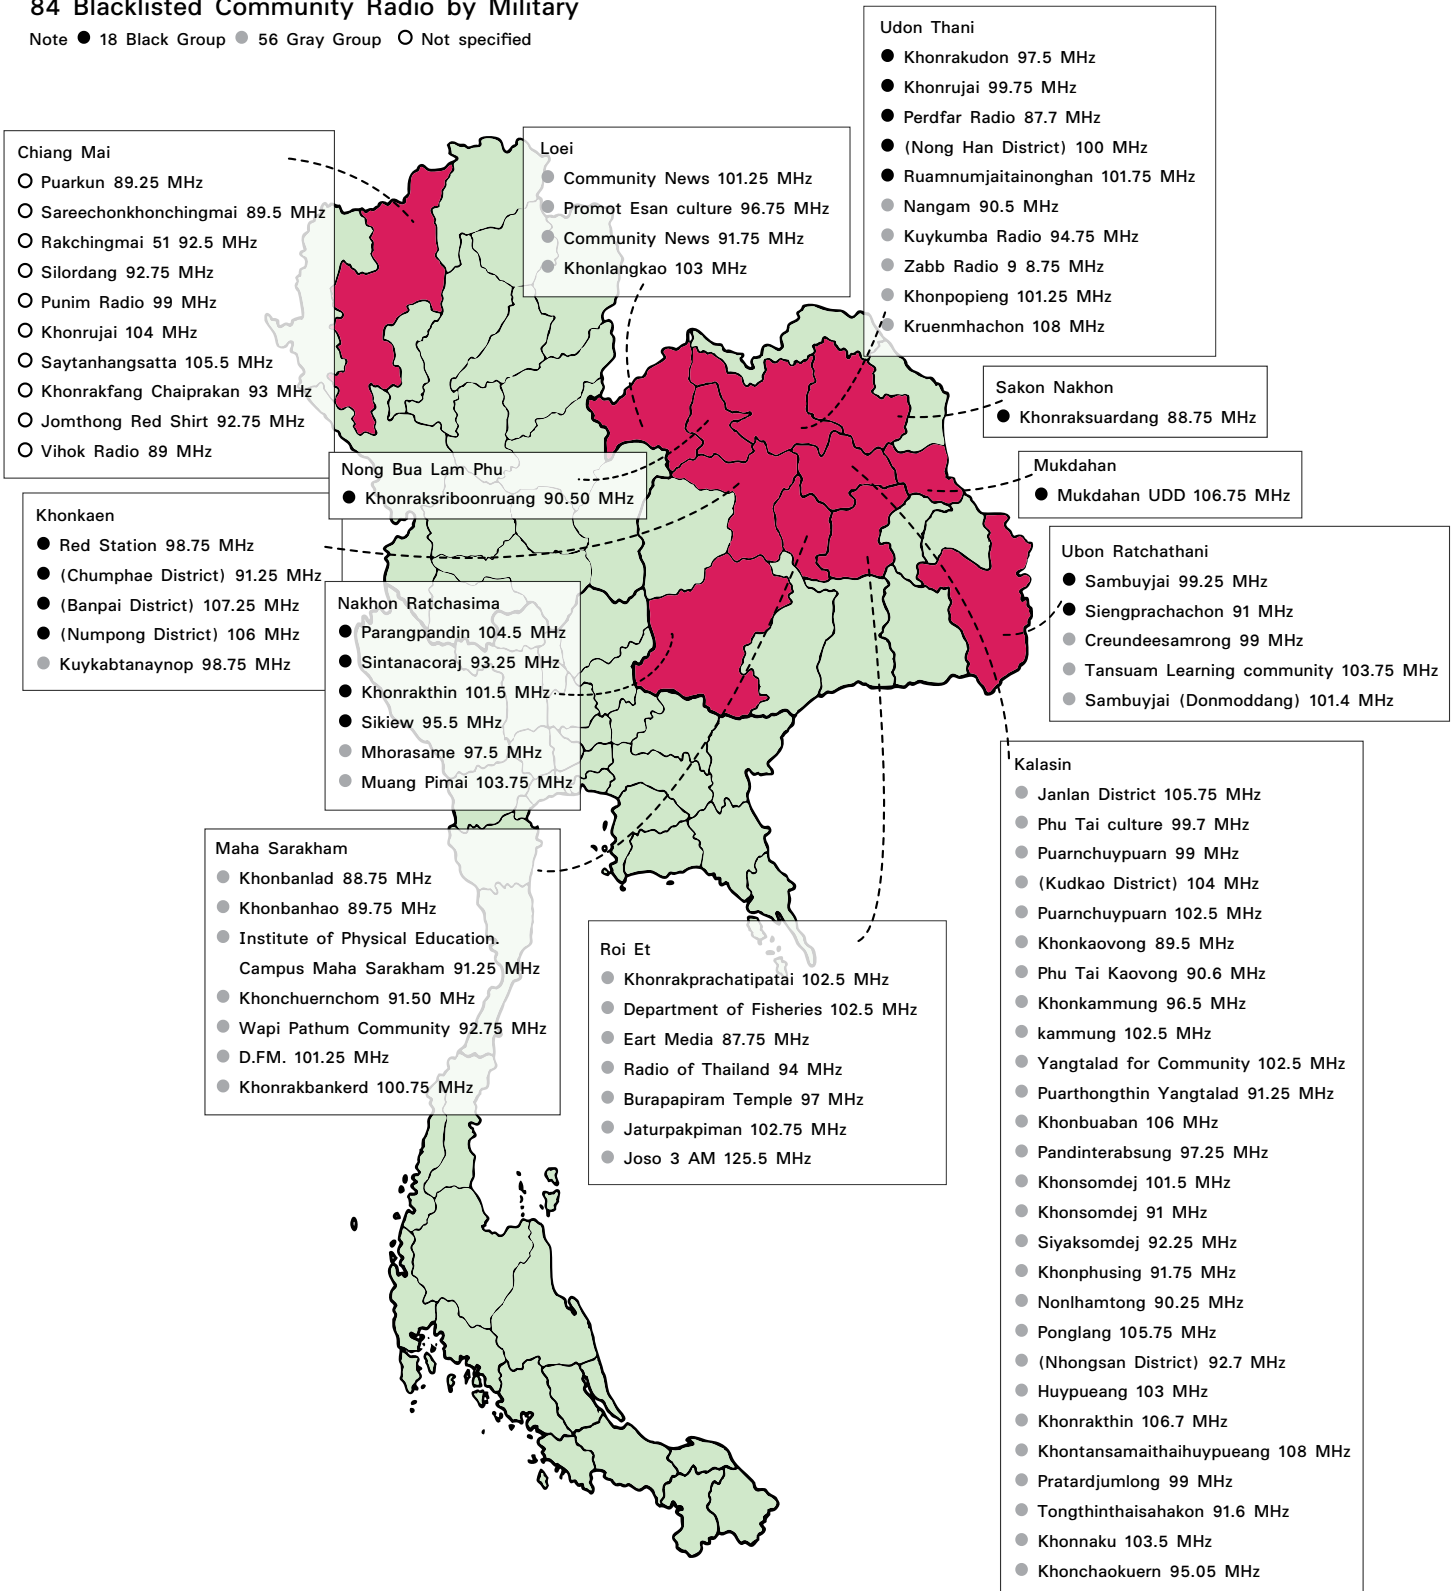 84 Blacklisted Community Radio by Military
Note ● 18 Black Group ● 56 Gray Group ○ Not specified
Chiang Mai
Puarkun 89.25 MHz
Sareechonkhonchingmai 89.5 MHz
Rakchingmai 51 92.5 MHz
Silordang 92.75 MHz
Punim Radio 99 MHz
Khonrujai 104 MHz
Saytanhangsatta 105.5 MHz
Khonrakfang Chaiprakan 93 MHz
Jomthong Red Shirt 92.75 MHz
Vihok Radio 89 MHz
Loei
Community News 101.25 MHz
Promot Esan culture 96.75 MHz
Community News 91.75 MHz
Khonlangkao 103 MHz
Udon Thani
Khonrakudon 97.5 MHz
Khonrujai 99.75 MHz
Perdfar Radio 87.7 MHz
(Nong Han District) 100 MHz
Ruamnumjaitainonghan 101.75 MHz
Nangam 90.5 MHz
Kuykumba Radio 94.75 MHz
Zabb Radio 9 8.75 MHz
Khonpopieng 101.25 MHz
Kruenmhachon 108 MHz
Sakon Nakhon
Khonraksuardang 88.75 MHz
Nong Bua Lam Phu
Khonraksriboonruang 90.50 MHz
Mukdahan
Mukdahan UDD 106.75 MHz
Khonkaen
Red Station 98.75 MHz
(Chumphae District) 91.25 MHz
(Banpai District) 107.25 MHz
(Numpong District) 106 MHz
Kuykabtanaynop 98.75 MHz
Ubon Ratchathani
Sambuyjai 99.25 MHz
Siengprachachon 91 MHz
Creundeesamrong 99 MHz
Tansuam Learning community 103.75 MHz
Sambuyjai (Donmoddang) 101.4 MHz
Nakhon Ratchasima
Parangpandin 104.5 MHz
Sintanacoraj 93.25 MHz
Khonrakthin 101.5 MHz
Sikiew 95.5 MHz
Mhorasame 97.5 MHz
Muang Pimai 103.75 MHz
Maha Sarakham
Khonbanlad 88.75 MHz
Khonbanhao 89.75 MHz
Institute of Physical Education.
Campus Maha Sarakham 91.25 MHz
Khonchuernchom 91.50 MHz
Wapi Pathum Community 92.75 MHz
D.FM. 101.25 MHz
Khonrakbankerd 100.75 MHz
Roi Et
Khonrakprachatipatai 102.5 MHz
Department of Fisheries 102.5 MHz
Eart Media 87.75 MHz
Radio of Thailand 94 MHz
Burapapiram Temple 97 MHz
Jaturpakpiman 102.75 MHz
Joso 3 AM 125.5 MHz
Kalasin
Janlan District 105.75 MHz
Phu Tai culture 99.7 MHz
Puarnchuypuarn 99 MHz
(Kudkao District) 104 MHz
Puarnchuypuarn 102.5 MHz
Khonkaovong 89.5 MHz
Phu Tai Kaovong 90.6 MHz
Khonkammung 96.5 MHz
kammung 102.5 MHz
Yangtalad for Community 102.5 MHz
Puarthongthin Yangtalad 91.25 MHz
Khonbuaban 106 MHz
Pandinterabsung 97.25 MHz
Khonsomdej 101.5 MHz
Khonsomdej 91 MHz
Siyaksomdej 92.25 MHz
Khonphusing 91.75 MHz
Nonlhamtong 90.25 MHz
Ponglang 105.75 MHz
(Nhongsan District) 92.7 MHz
Huypueang 103 MHz
Khonrakthin 106.7 MHz
Khontansamaithaihuypueang 108 MHz
Pratardjumlong 99 MHz
Tongthinthaisahakon 91.6 MHz
Khonnaku 103.5 MHz
Khonchaokuern 95.05 MHz